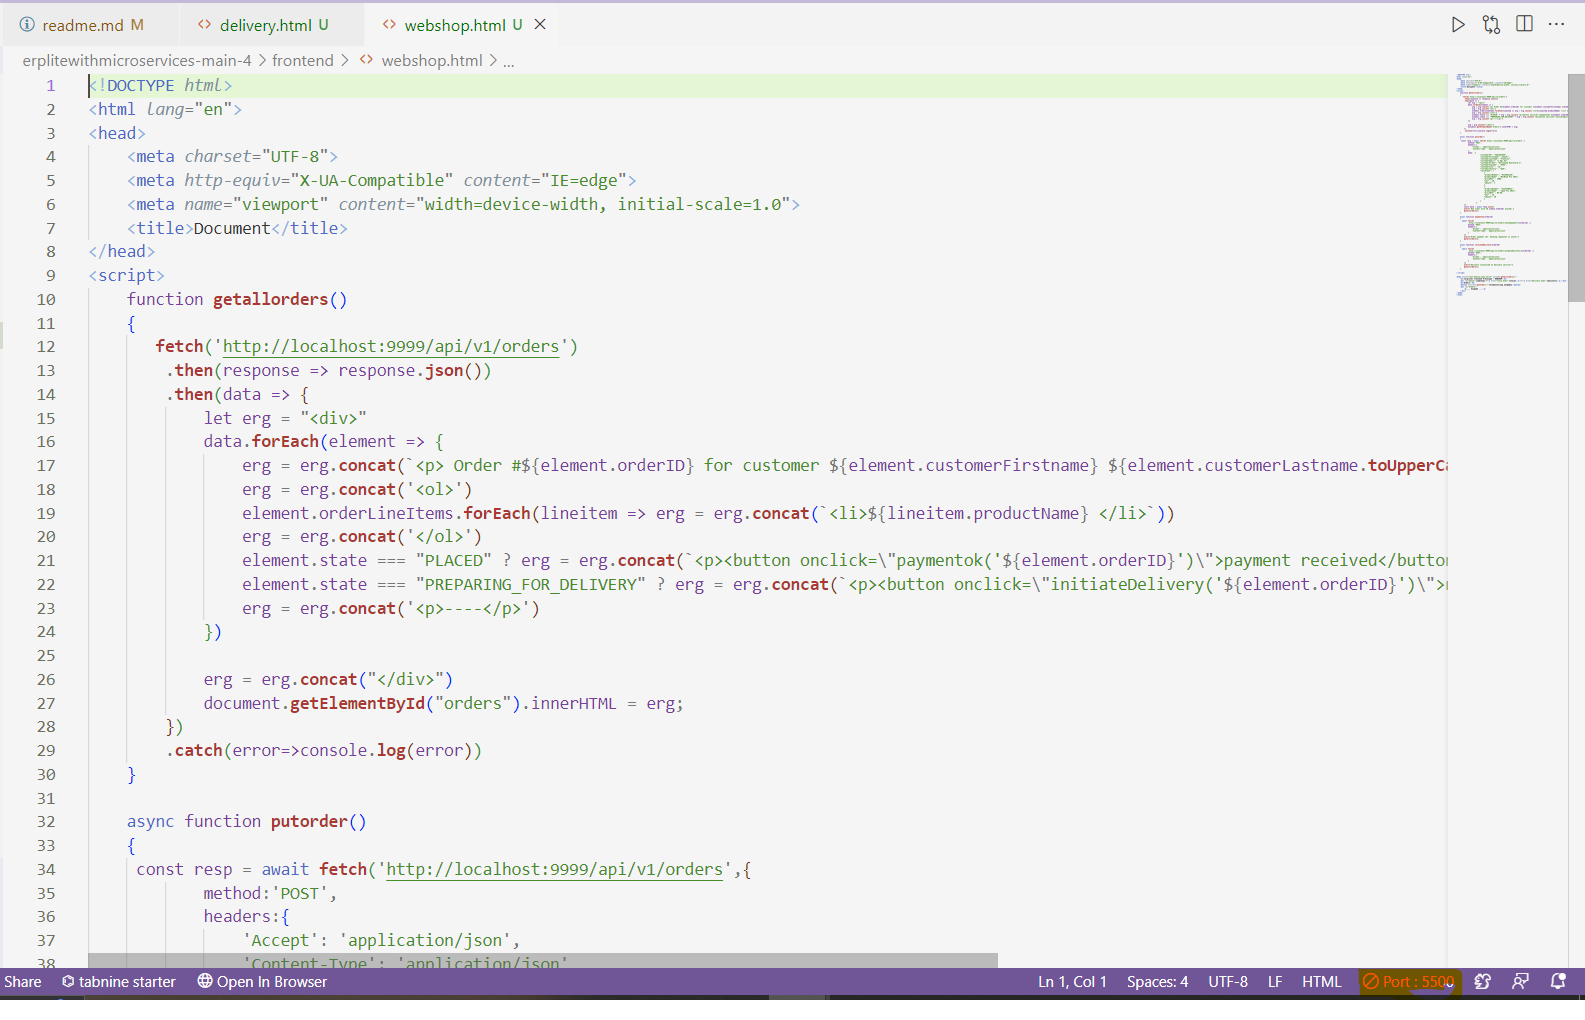 readme.md M
delivery.html U
webshop.html U
erplitewithmicroservices-main-4 > frontend > webshop.html > ...
1 <!DOCTYPE html>
2 <html lang="en">
3 <head>
4 <meta charset="UTF-8">
5 <meta http-equiv="X-UA-Compatible" content="IE=edge">
6 <meta name="viewport" content="width=device-width, initial-scale=1.0">
7 <title>Document</title>
8 </head>
9 <script>
10 function getallorders()
11 {
12 fetch('http://localhost:9999/api/v1/orders')
13 .then(response => response.json())
14 .then(data => {
15 let erg = "<div>"
16 data.forEach(element => {
17 erg = erg.concat(`<p> Order #${element.orderID} for customer ${element.customerFirstname} ${element.customerLastname.toUpperCa
18 erg = erg.concat('<ol>')
19 element.orderLineItems.forEach(lineitem => erg = erg.concat(`<li>${lineitem.productName} </li>`))
20 erg = erg.concat('</ol>')
21 element.state === "PLACED" ? erg = erg.concat(`<p><button onclick=\"paymentok('${element.orderID}')\">payment received</button
22 element.state === "PREPARING_FOR_DELIVERY" ? erg = erg.concat(`<p><button onclick=\"initiateDelivery('${element.orderID}')\">
23 erg = erg.concat('<p>----</p>')
24 })
25
26 erg = erg.concat("</div>")
27 document.getElementById("orders").innerHTML = erg;
28 })
29 .catch(error=>console.log(error))
30 }
31
32 async function putorder()
33 {
34 const resp = await fetch('http://localhost:9999/api/v1/orders',{
35 method:'POST',
36 headers:{
37 'Accept': 'application/json',
38 'Content-Type': 'application/json'
Share tabnine starter Open In Browser Ln 1, Col 1 Spaces: 4 UTF-8 LF HTML Port : 5500